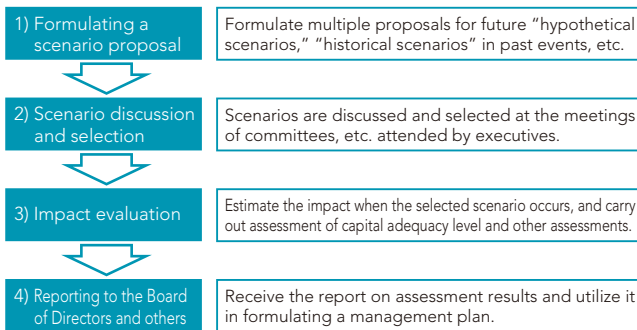 1) Formulating a
scenario proposal
Formulate multiple proposals for future “hypothetical
scenarios,” “historical scenarios” in past events, etc.
2) Scenario discussion
and selection
Scenarios are discussed and selected at the meetings
of committees, etc. attended by executives.
3) Impact evaluation
Estimate the impact when the selected scenario occurs, and carry
out assessment of capital adequacy level and other assessments.
4) Reporting to the Board
of Directors and others
Receive the report on assessment results and utilize it
in formulating a management plan.